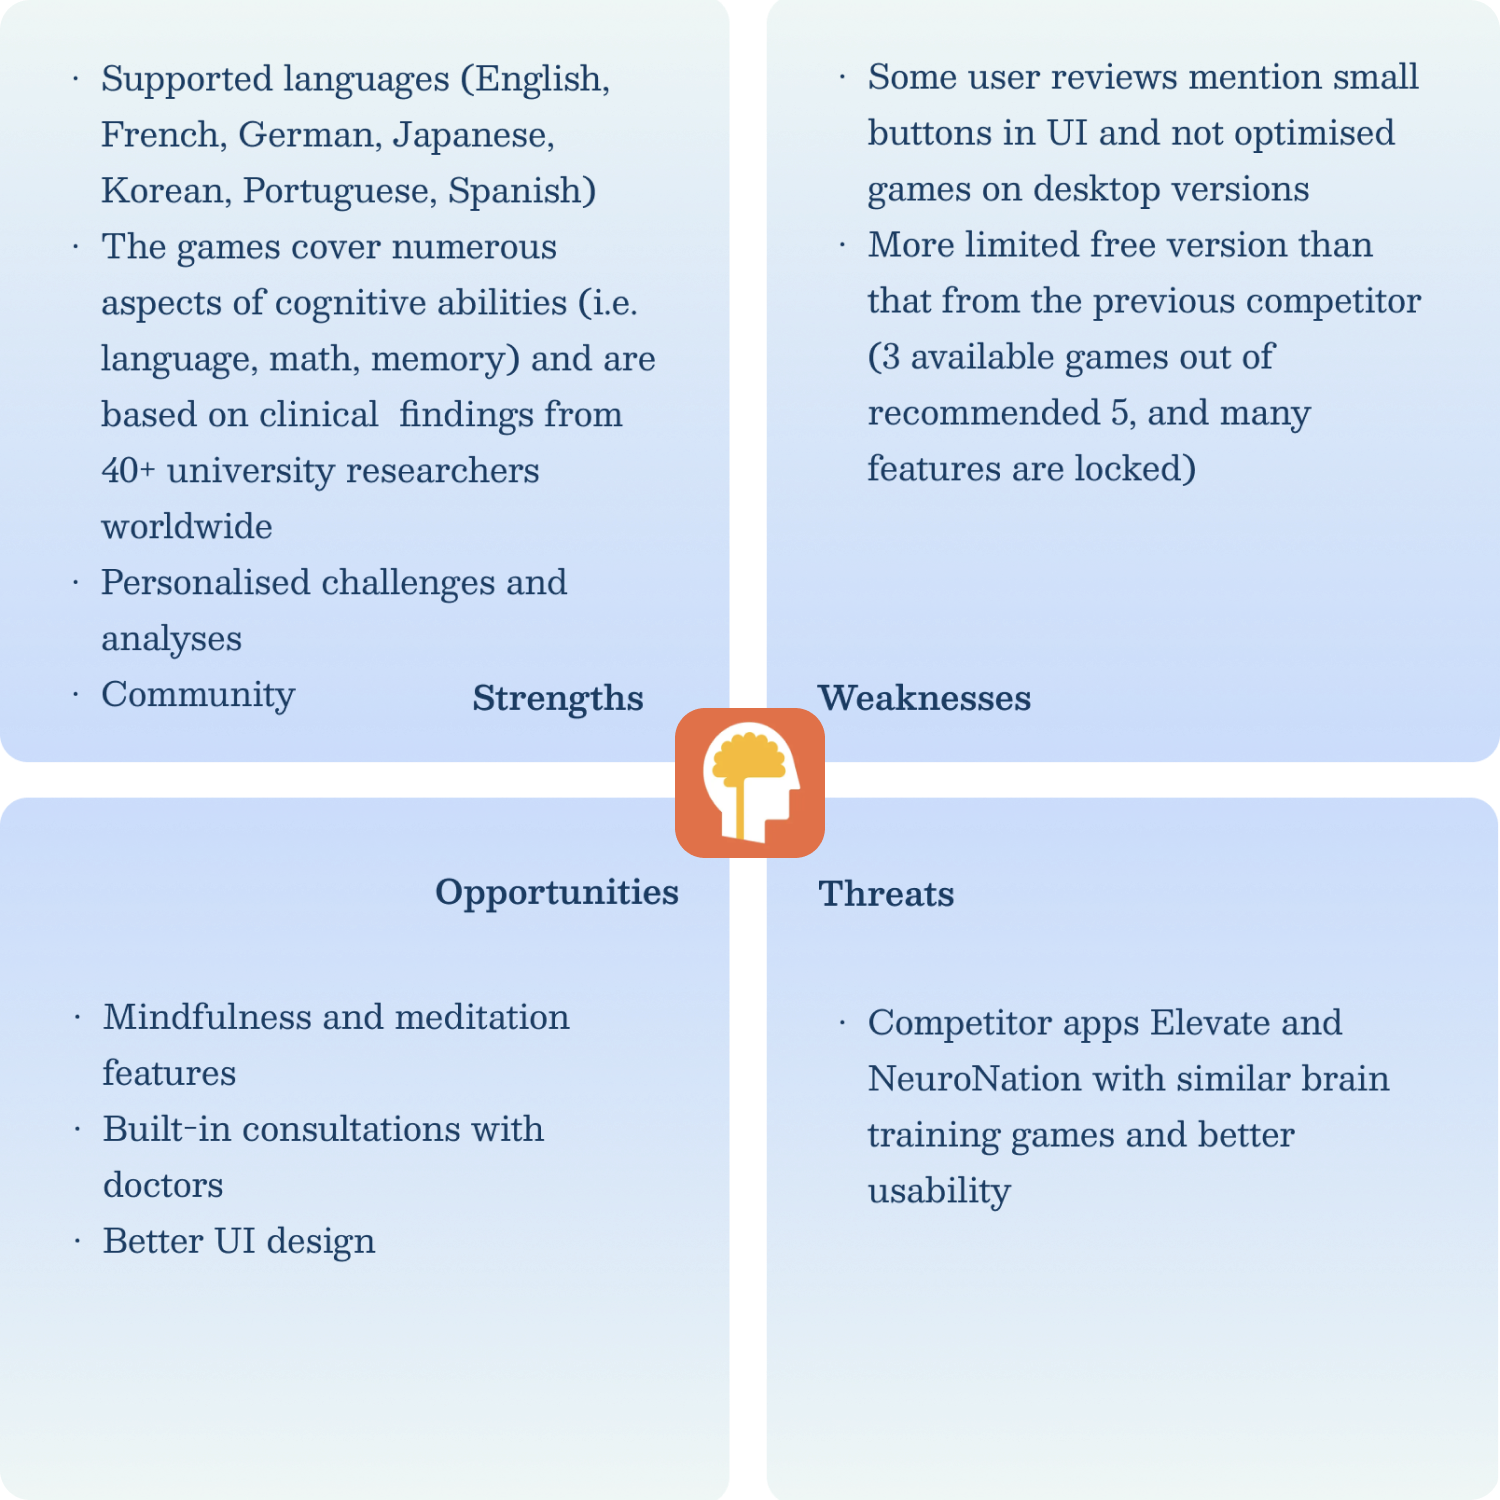 · Supported languages (English,
French, German, Japanese,
Korean, Portuguese, Spanish)
· The games cover numerous
aspects of cognitive abilities (i.e.
language, math, memory) and are
based on clinical  findings from
40+ university researchers
worldwide
· Personalised challenges and
analyses
· Community
Strengths
· Some user reviews mention small
buttons in UI and not optimised
games on desktop versions
· More limited free version than
that from the previous competitor
(3 available games out of
recommended 5, and many
features are locked)
Weaknesses
Opportunities
· Mindfulness and meditation
features
· Built-in consultations with
doctors
· Better UI design
Threats
· Competitor apps Elevate and
NeuroNation with similar brain
training games and better
usability